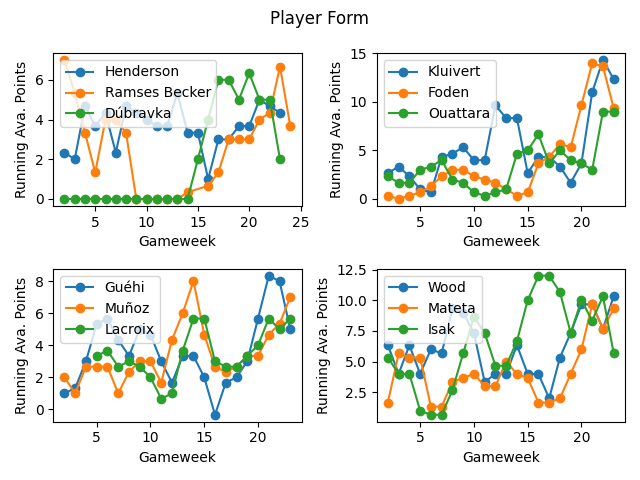 Player Form
Running Ava. Points
6
4
2
0
5
10
15
20
25
Gameweek
Henderson
Ramses Becker
Dúbravka
Running Ava. Points
15
10
5
0
5
10
15
20
Gameweek
Kluivert
Foden
Ouattara
Running Ava. Points
8
6
4
2
0
5
10
15
20
Gameweek
Guéhi
Muñoz
Lacroix
Running Ava. Points
12.5
10.0
7.5
5.0
2.5
5
10
15
20
Gameweek
Wood
Mateta
Isak